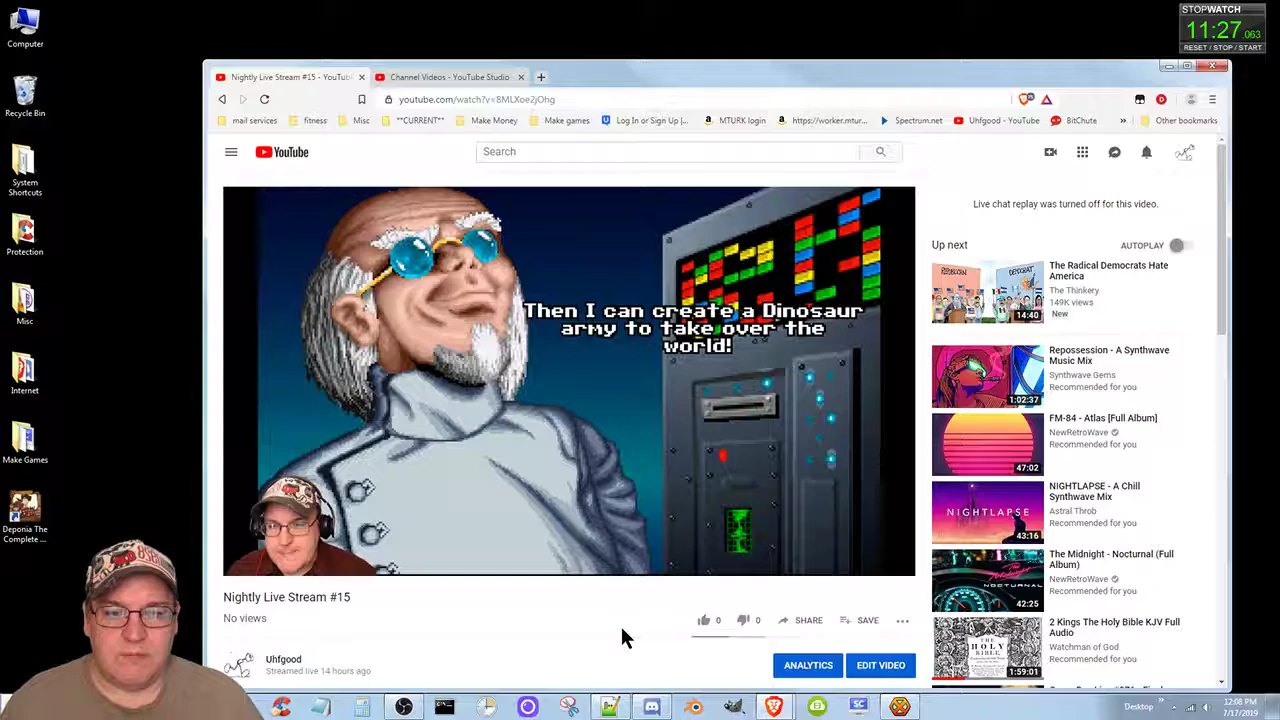 Computer
Recycle Bin
System
Shortcuts
Protection
Misc
Internet
Make Games
Deponia The
Complete ...
STOPWATCH
11:27.063
RESET / STOP / START
Nightly Live Stream #15 - YouTub
Channel Videos - YouTube Studio
youtube.com/watch?v=8MLXoe2jOhg
mail services
fitness
Misc
**CURRENT**
Make Money
Make games
Log In or Sign Up |...
MTURK login
https://worker.mtur...
Spectrum.net
Uhfgood - YouTube
BitChute
»
Other bookmarks
YouTube
Search
Then I can create a Dinosaur
army to take over the
world!
Nightly Live Stream #15
No views
0
0
SHARE
SAVE
Uhfgood
Streamed live 14 hours ago
ANALYTICS
EDIT VIDEO
Live chat replay was turned off for this video.
Up next
AUTOPLAY
REPUBLICAN
DEMOCRAT
14:40
The Radical Democrats Hate
America
The Thinkery
149K views
New
1:02:37
Repossession - A Synthwave
Music Mix
Synthwave Gems
Recommended for you
47:02
FM-84 - Atlas [Full Album]
NewRetroWave
Recommended for you
NIGHTLAPSE
43:16
NIGHTLAPSE - A Chill
Synthwave Mix
Astral Throb
Recommended for you
NOCTURNAL
42:25
The Midnight - Nocturnal (Full
Album)
NewRetroWave
Recommended for you
THE
HOLY
BIBLE
1:59:01
2 Kings The Holy Bible KJV Full
Audio
Watchman of God
Recommended for you
SC
Desktop
»
12:08 PM
7/17/2019